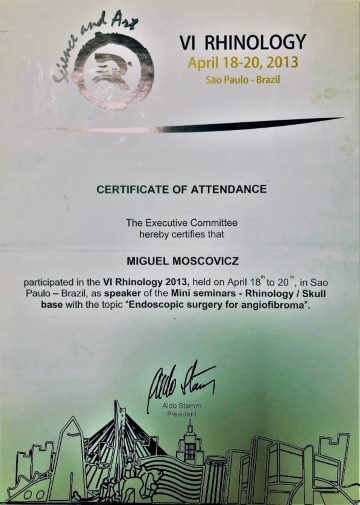 Science and Art
VI RHINOLOGY
April 18-20, 2013
São Paulo - Brazil
CERTIFICATE OF ATTENDANCE
The Executive Committee
hereby certifies that
MIGUEL MOSCOVICZ
participated in the VI Rhinology 2013, held on April 18th to 20th, in Sao
Paulo – Brazil, as speaker of the Mini seminars - Rhinology / Skull
base with the topic "Endoscopic surgery for angiofibroma".
Aldo Stamm
Aldo Stamm
President